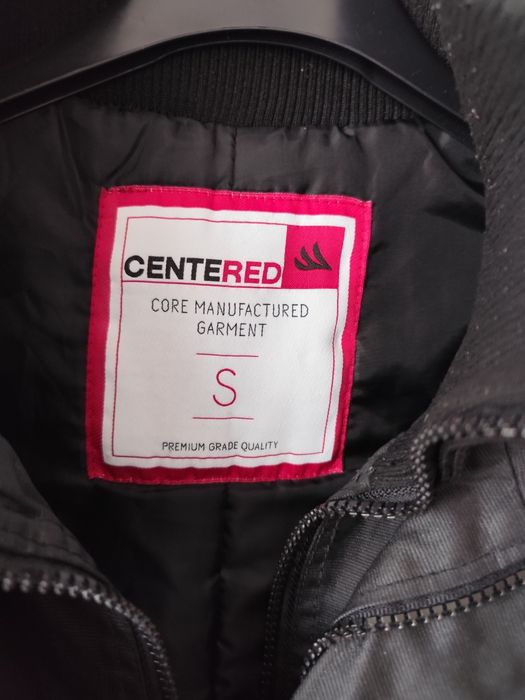 CENTERED
CORE MANUFACTURED
GARMENT
S
PREMIUM GRADE QUALITY